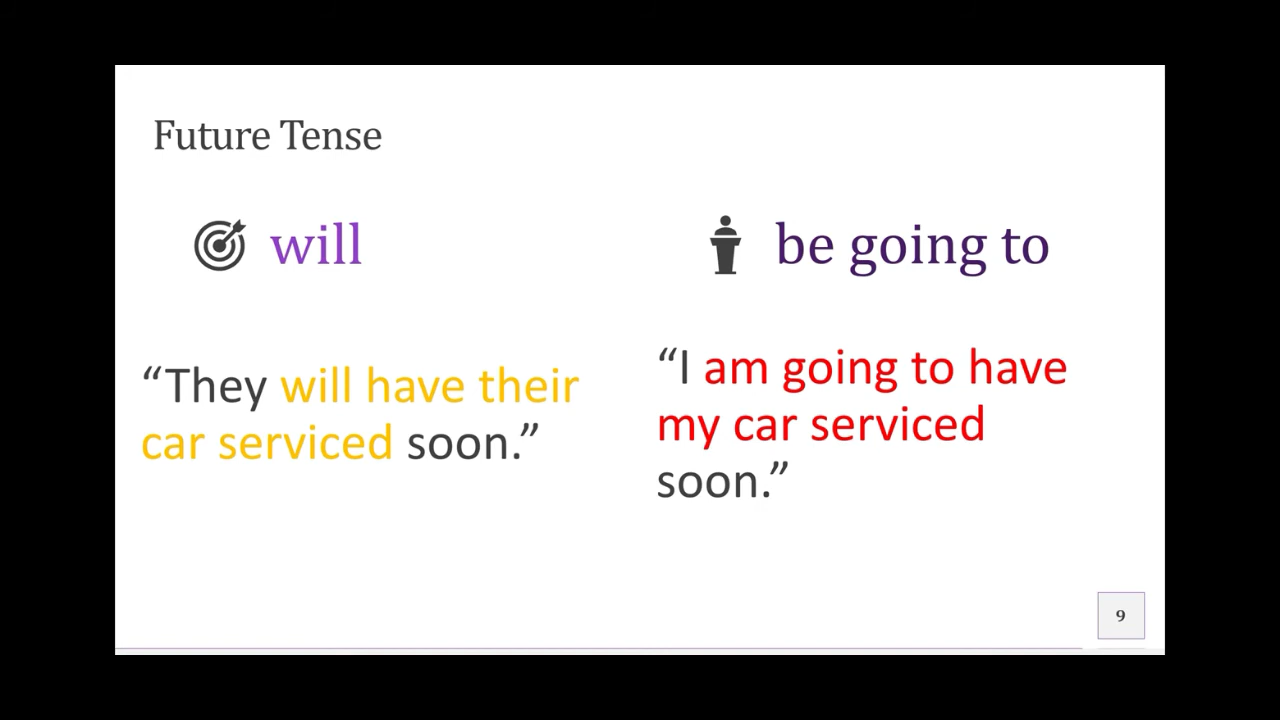 Future Tense
will
be going to
“They will have their
car serviced soon.”
“I am going to have
my car serviced
soon.”
9